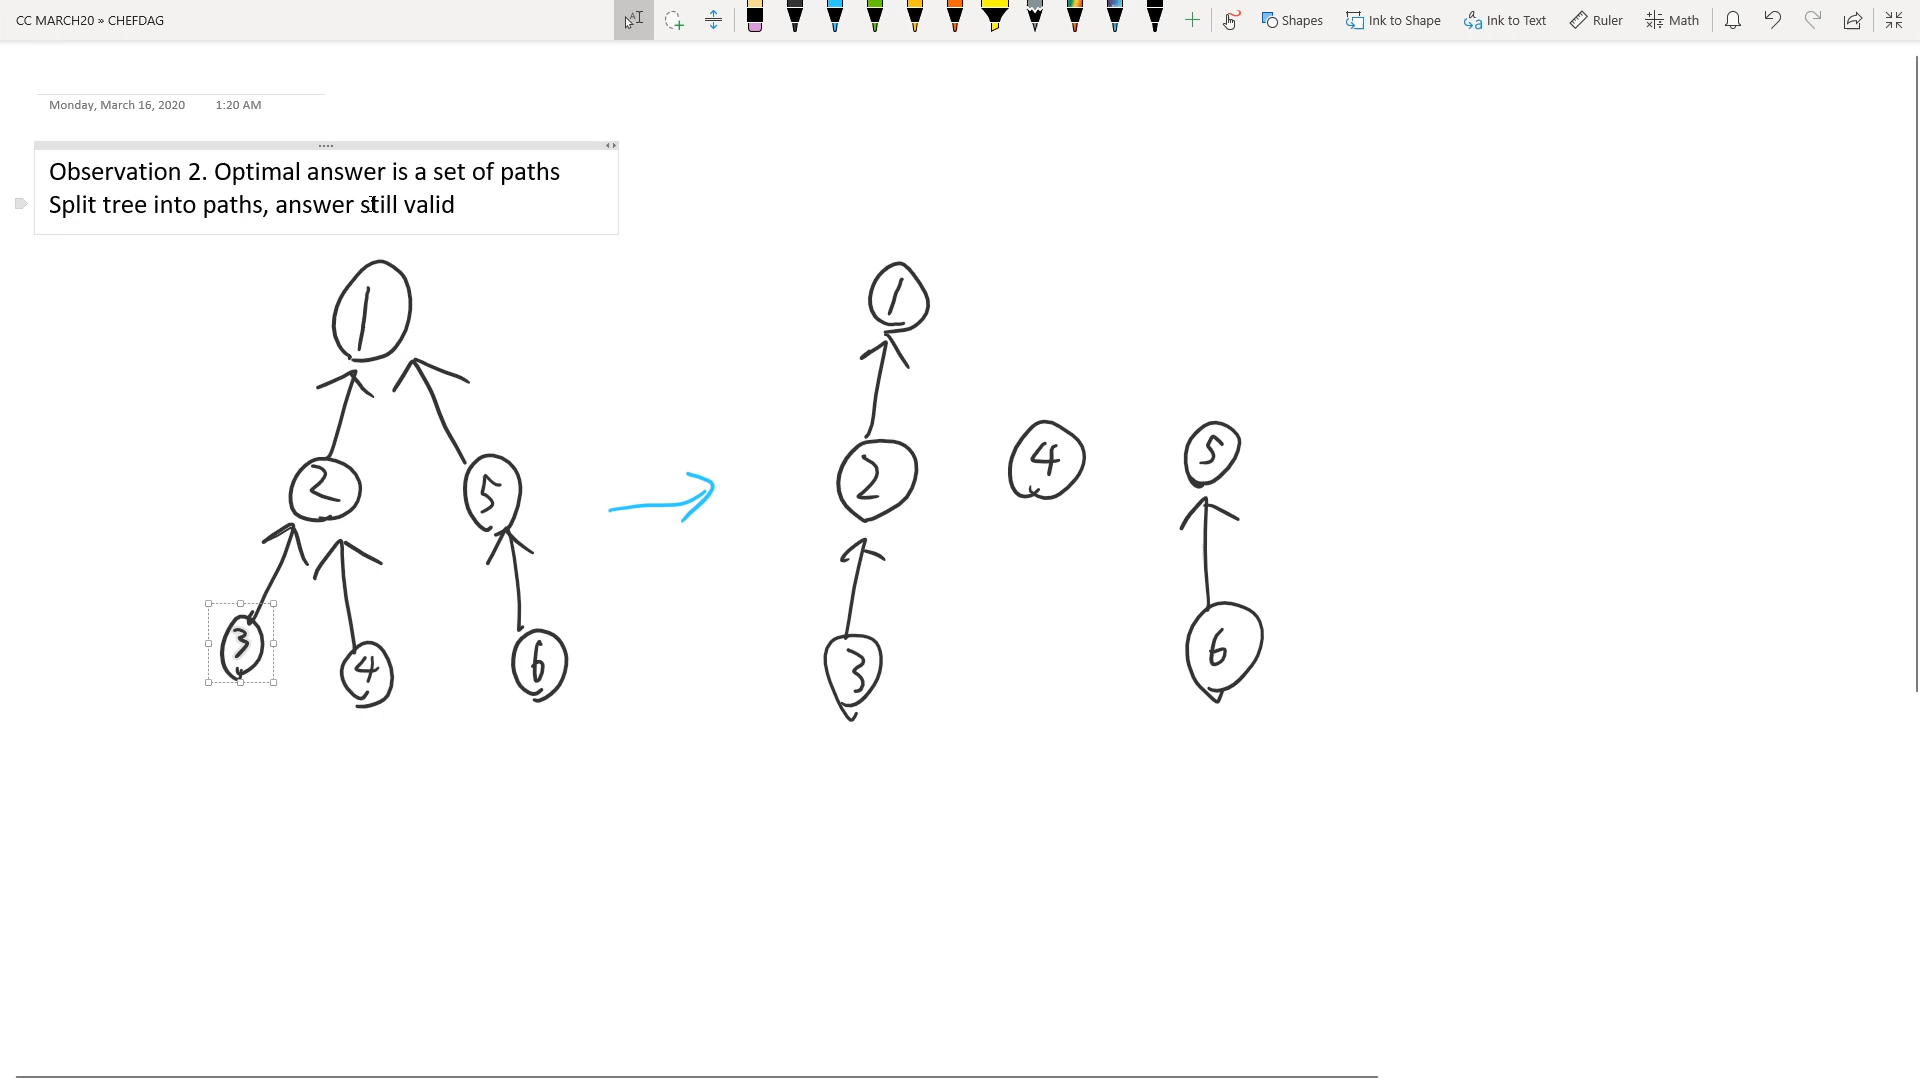 CC MARCH20 » CHEFDAG
Shapes Ink to Shape Ink to Text Ruler Math
Monday, March 16, 2020 1:20 AM
Observation 2. Optimal answer is a set of paths
Split tree into paths, answer still valid
1
2 5
3 4 6
1
2 4 5
3 6